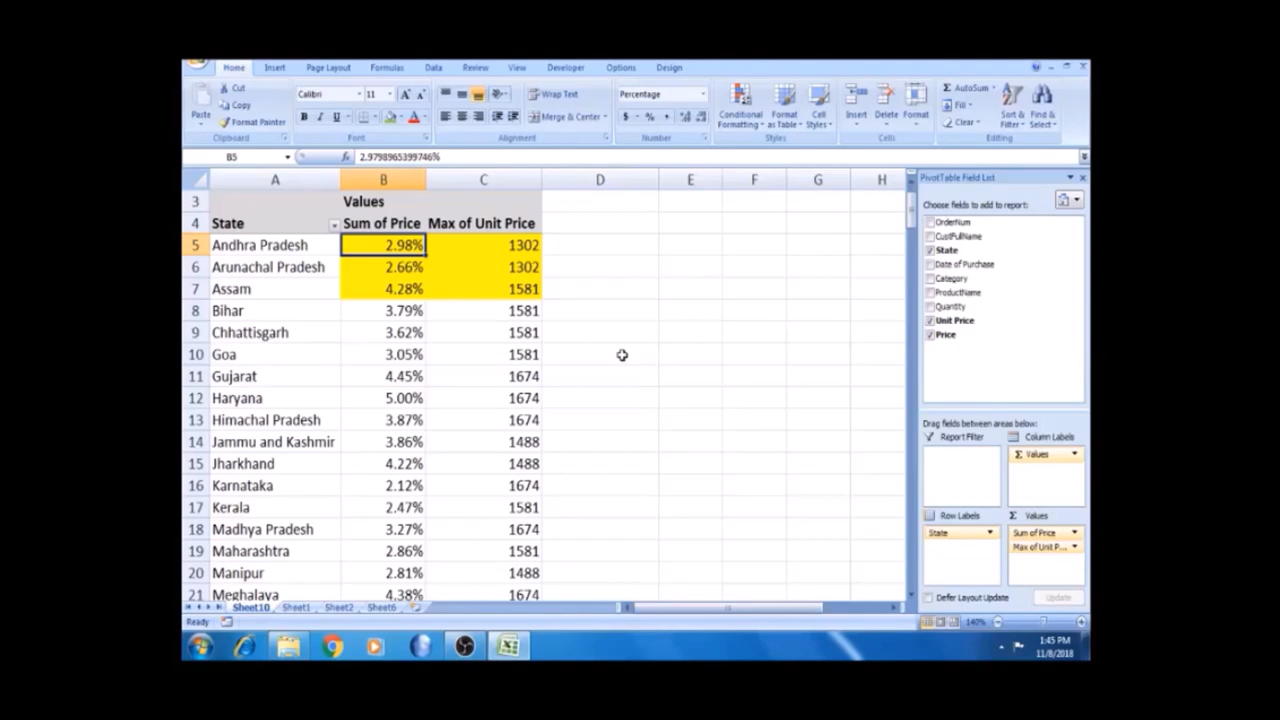 Home Insert Page Layout Formulas Data Review View Developer Options Design
Cut
Copy
Format Painter
Paste
Clipboard
Calibri 11
B I U
Font
Wrap Text
Merge & Center
Alignment
Percentage
$ % ,
Number
Conditional Formatting
Format as Table
Cell Styles
Styles
Insert Delete Format
Cells
Σ AutoSum
Fill
Clear
Sort & Filter
Find & Select
Editing
B5 fx 2.9798965399746%
A B C D E F G H
3 Values
4 State Sum of Price Max of Unit Price
5 Andhra Pradesh 2.98% 1302
6 Arunachal Pradesh 2.66% 1302
7 Assam 4.28% 1581
8 Bihar 3.79% 1581
9 Chhattisgarh 3.62% 1581
10 Goa 3.05% 1581
11 Gujarat 4.45% 1674
12 Haryana 5.00% 1674
13 Himachal Pradesh 3.87% 1674
14 Jammu and Kashmir 3.86% 1488
15 Jharkhand 4.22% 1488
16 Karnataka 2.12% 1674
17 Kerala 2.47% 1581
18 Madhya Pradesh 3.27% 1674
19 Maharashtra 2.86% 1581
20 Manipur 2.81% 1488
21 Meghalaya 4.38% 1674
Sheet10 Sheet1 Sheet2 Sheet6
PivotTable Field List
Choose fields to add to report:
OrderNum
CustFullName
State
Date of Purchase
Category
ProductName
Quantity
Unit Price
Price
Drag fields between areas below:
Report Filter Column Labels
Σ Values
Row Labels Σ Values
State Sum of Price
Max of Unit P...
Defer Layout Update Update
Ready 140%
1:45 PM
11/8/2018